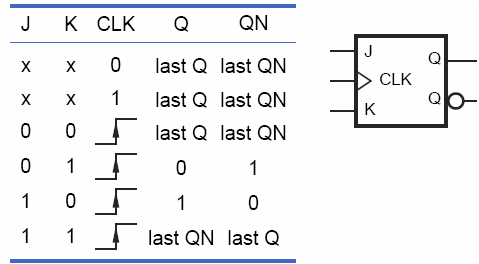 J K CLK Q QN
x x 0 last Q last QN
x x 1 last Q last QN
0 0 last Q last QN
0 1 0 1
1 0 1 0
1 1 last QN last Q
J Q
CLK
K Q